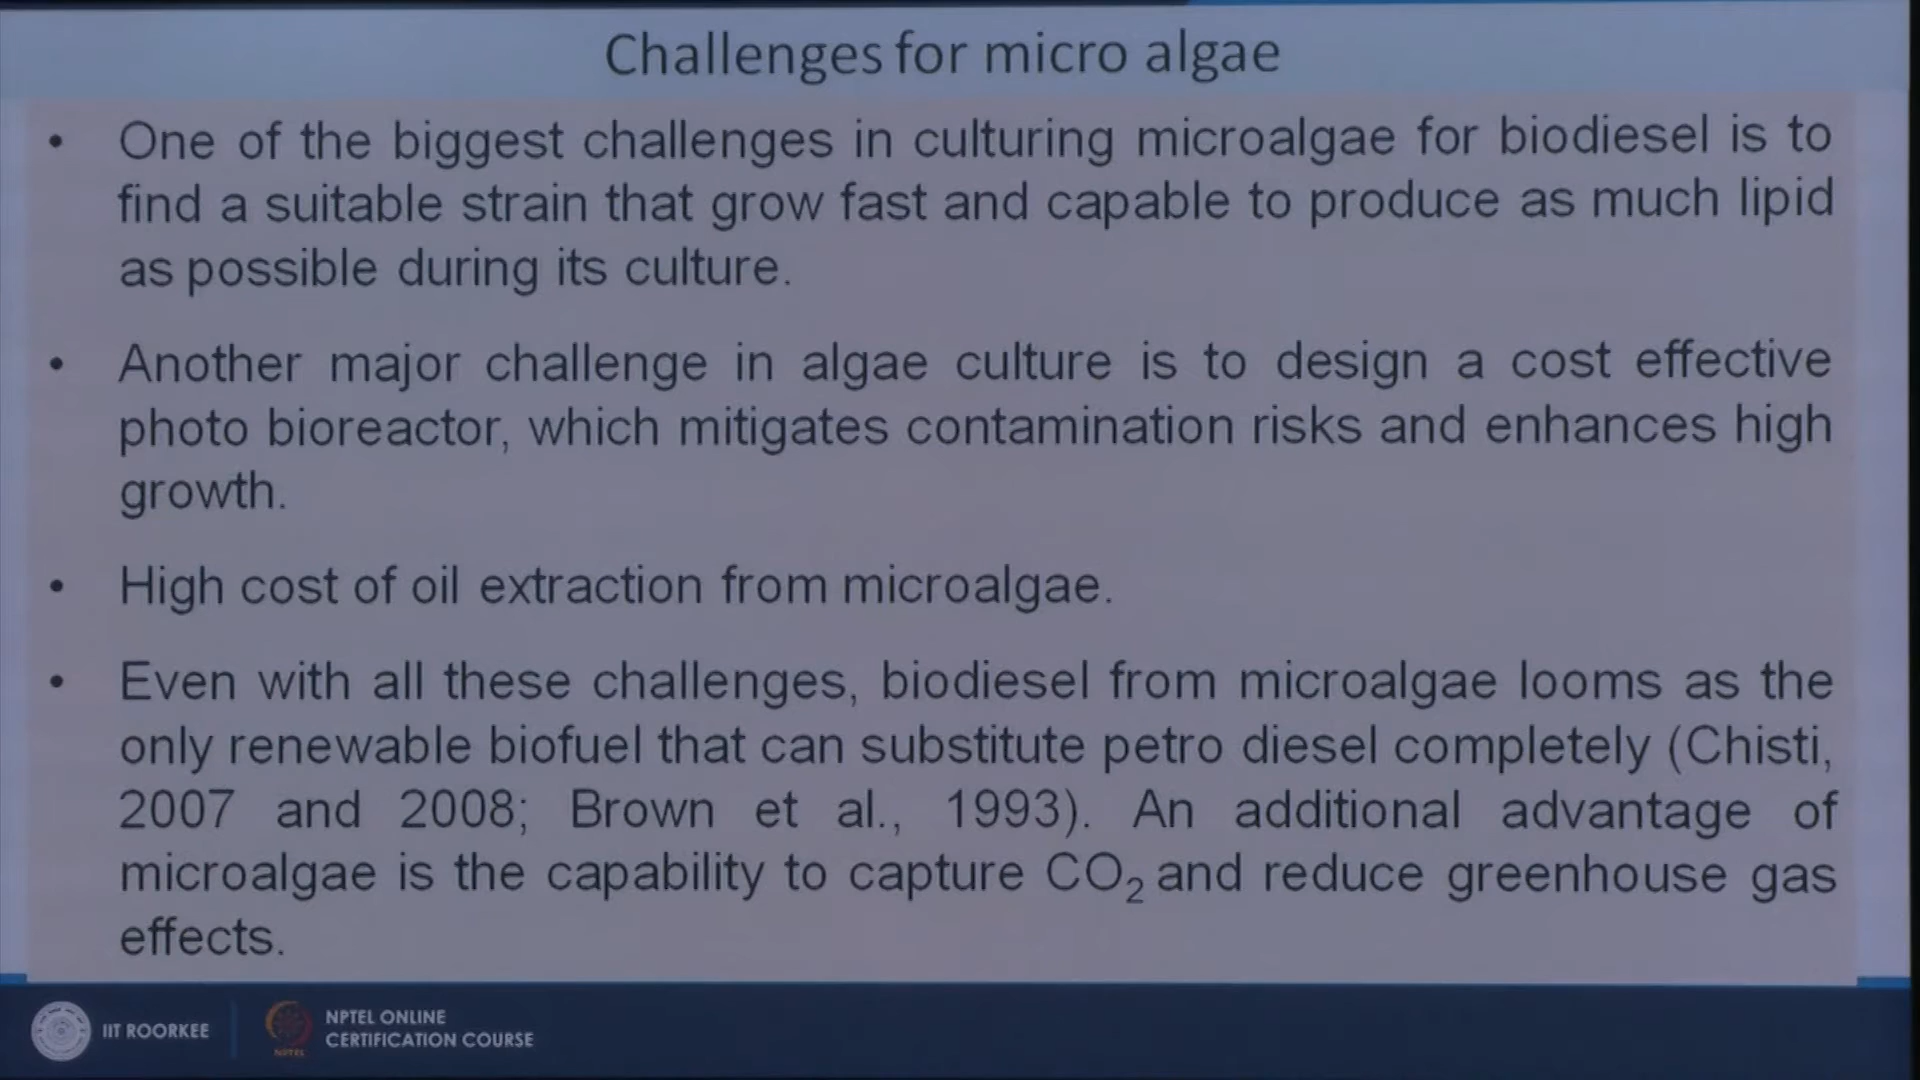 Challenges for micro algae
• One of the biggest challenges in culturing microalgae for biodiesel is to
find a suitable strain that grow fast and capable to produce as much lipid
as possible during its culture.
• Another major challenge in algae culture is to design a cost effective
photo bioreactor, which mitigates contamination risks and enhances high
growth.
• High cost of oil extraction from microalgae.
• Even with all these challenges, biodiesel from microalgae looms as the
only renewable biofuel that can substitute petro diesel completely (Chisti,
2007 and 2008; Brown et al., 1993). An additional advantage of
microalgae is the capability to capture CO₂ and reduce greenhouse gas
effects.
IIT ROORKEE
NPTEL
NPTEL ONLINE
CERTIFICATION COURSE